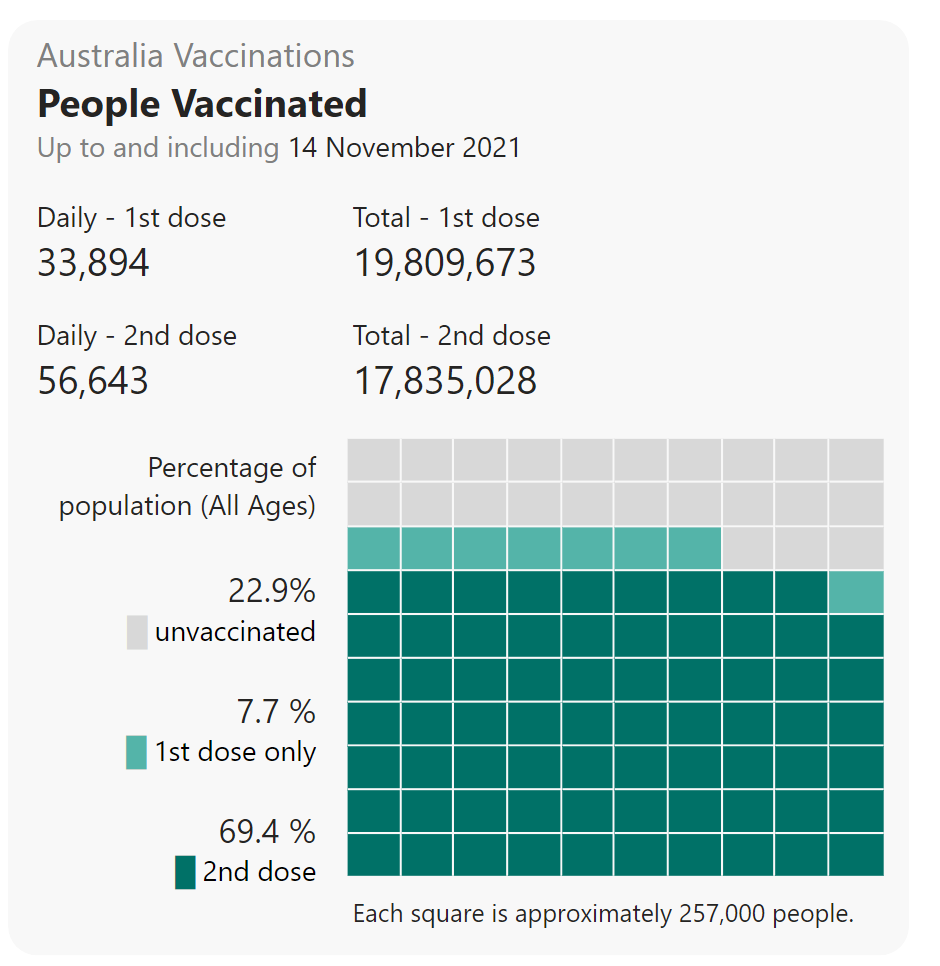 Australia Vaccinations
People Vaccinated
Up to and including 14 November 2021
Daily - 1st dose
33,894
Total - 1st dose
19,809,673
Daily - 2nd dose
56,643
Total - 2nd dose
17,835,028
Percentage of
population (All Ages)
22.9%
unvaccinated
7.7 %
1st dose only
69.4 %
2nd dose
Each square is approximately 257,000 people.